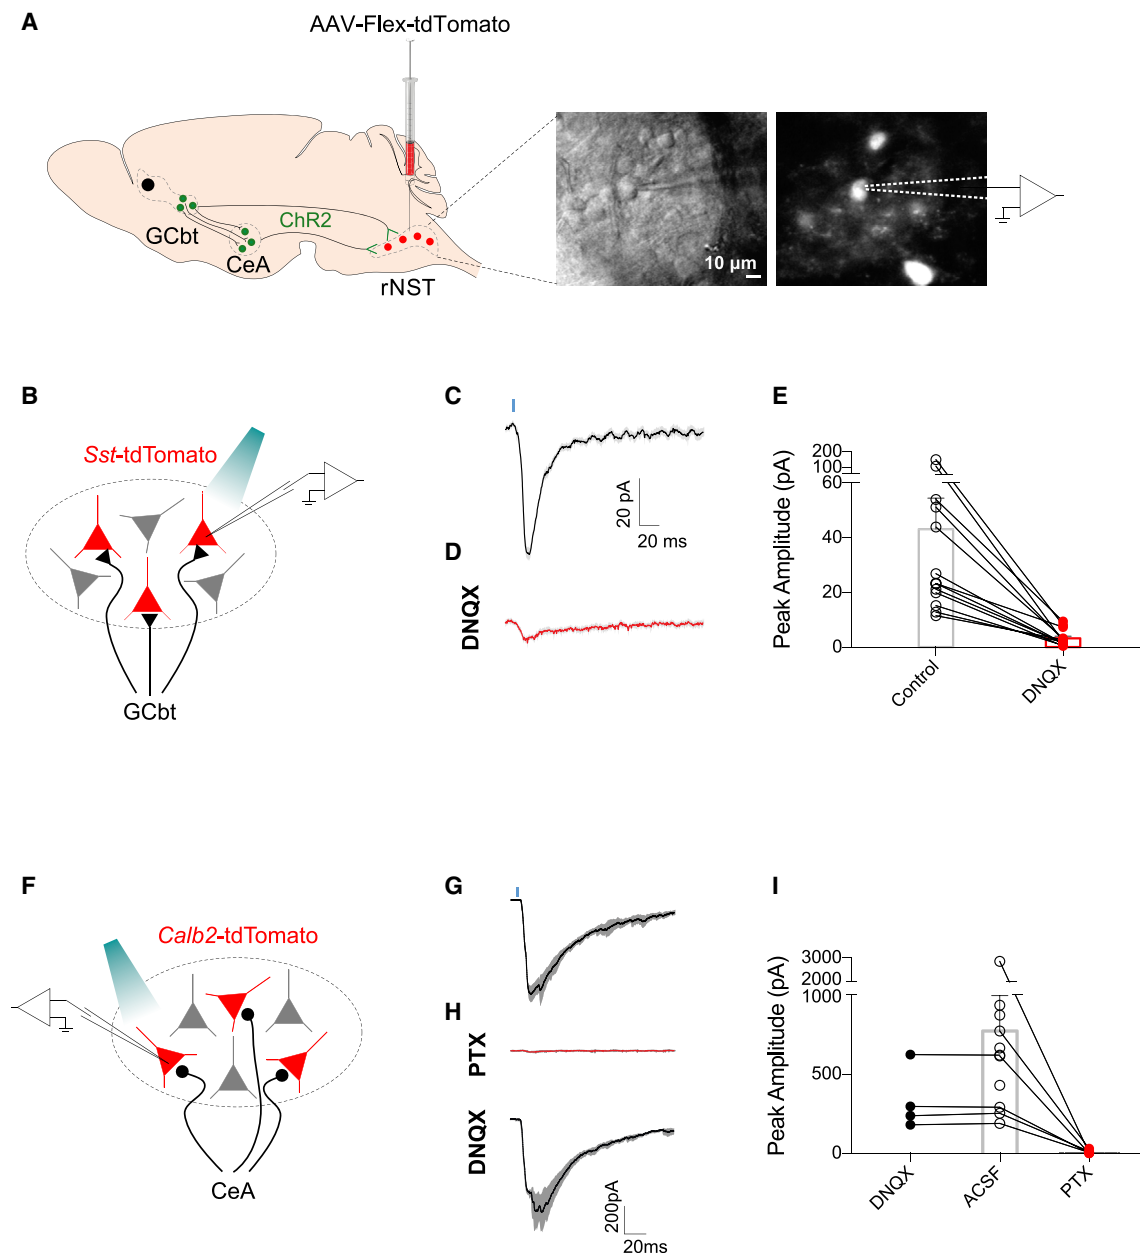 A
AAV-Flex-tdTomato
ChR2
GCbt
CeA
rNST
10 µm
B
Sst-tdTomato
GCbt
C
20 pA
20 ms
D
DNQX
E
Peak Amplitude (pA)
200
100
60
40
20
0
Control
DNQX
F
Calb2-tdTomato
CeA
G
H
PTX
DNQX
200pA
20ms
I
Peak Amplitude (pA)
3000
2000
1000
500
0
DNQX
ACSF
PTX